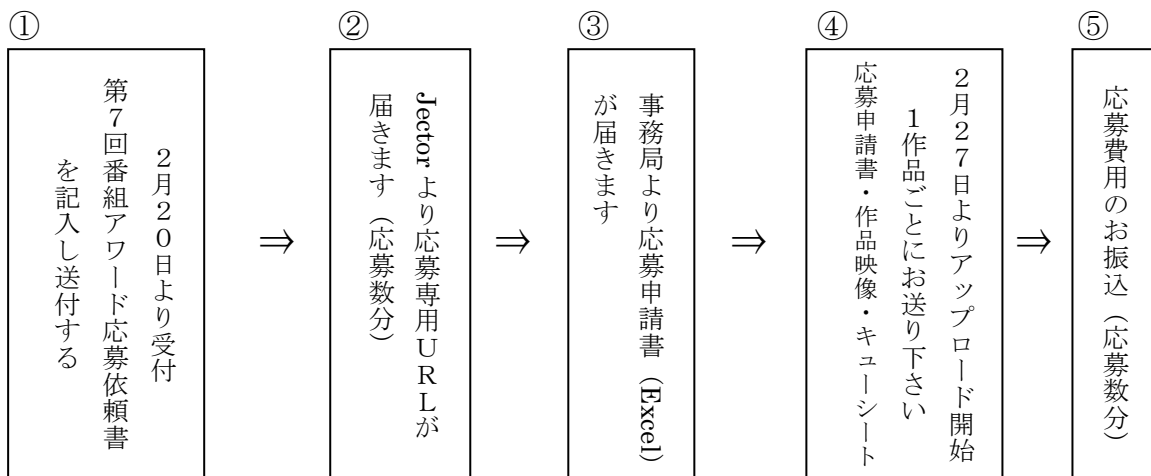 ①
２月２０日より受付
第７回番組アワード応募依頼書
を記入し送付する
⇒
②
Jector より応募専用ＵＲＬが
届きます（応募数分）
⇒
③
事務局より応募申請書（Excel）
が届きます
⇒
④
２月２７日よりアップロード開始
１作品ごとにお送り下さい
応募申請書・作品映像・キューシート
⇒
⑤
応募費用のお振込（応募数分）